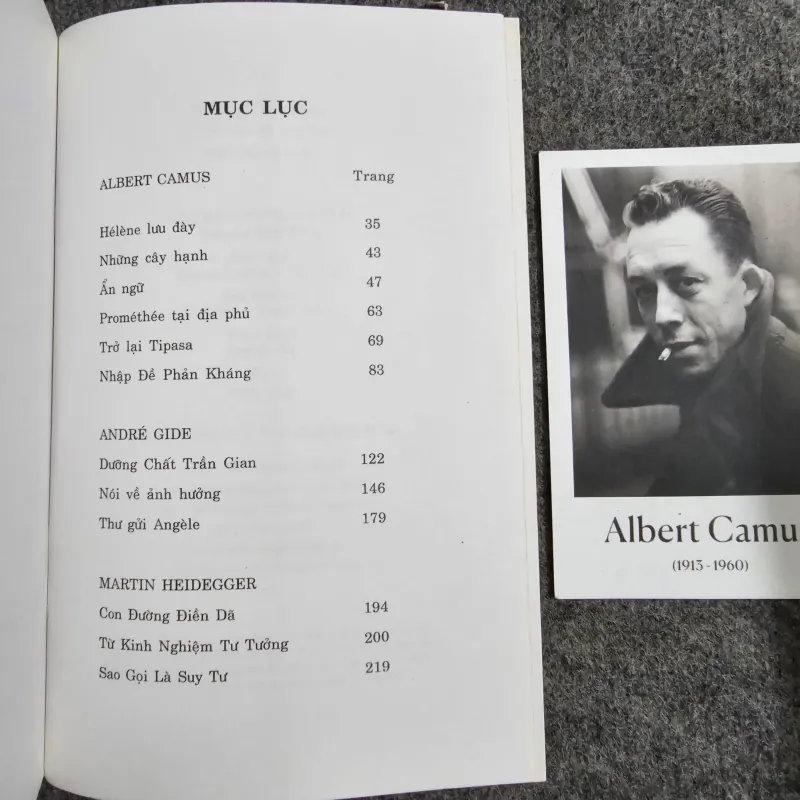 MỤC LỤC
ALBERT CAMUS Trang
Hélène lưu đày 35
Những cây hạnh 43
Ẩn ngữ 47
Prométhée tại địa phủ 63
Trở lại Tipasa 69
Nhập Đề Phản Kháng 83
ANDRÉ GIDE
Dưỡng Chất Trần Gian 122
Nói về ảnh hưởng 146
Thư gửi Angèle 179
MARTIN HEIDEGGER
Con Đường Điền Dã 194
Từ Kinh Nghiệm Tư Tưởng 200
Sao Gọi Là Suy Tư 219
Albert Camu
(1913 - 1960)